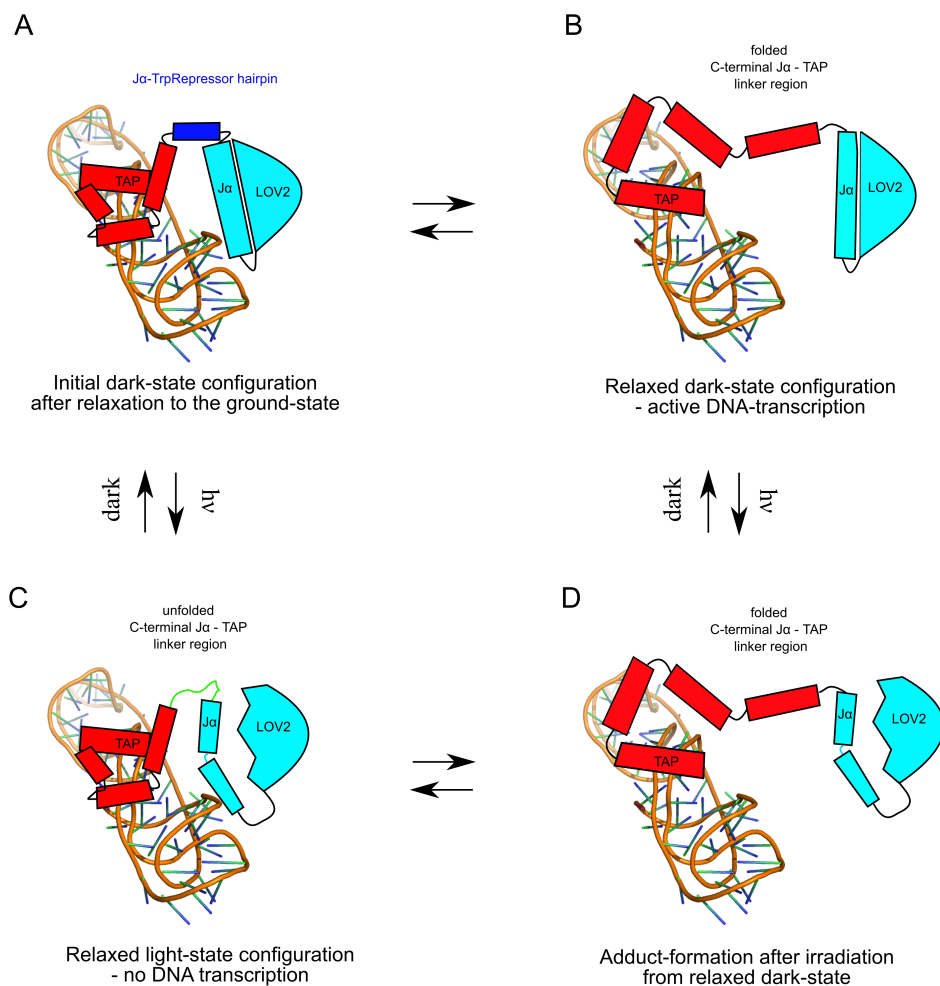 A
Jα-TrpRepressor hairpin
TAP
Jα
LOV2
Initial dark-state configuration
after relaxation to the ground-state
B
folded
C-terminal Jα - TAP
linker region
TAP
Jα
LOV2
Relaxed dark-state configuration
- active DNA-transcription
dark
hν
dark
hν
C
unfolded
C-terminal Jα - TAP
linker region
TAP
Jα
LOV2
Relaxed light-state configuration
- no DNA transcription
D
folded
C-terminal Jα - TAP
linker region
TAP
Jα
LOV2
Adduct-formation after irradiation
from relaxed dark-state